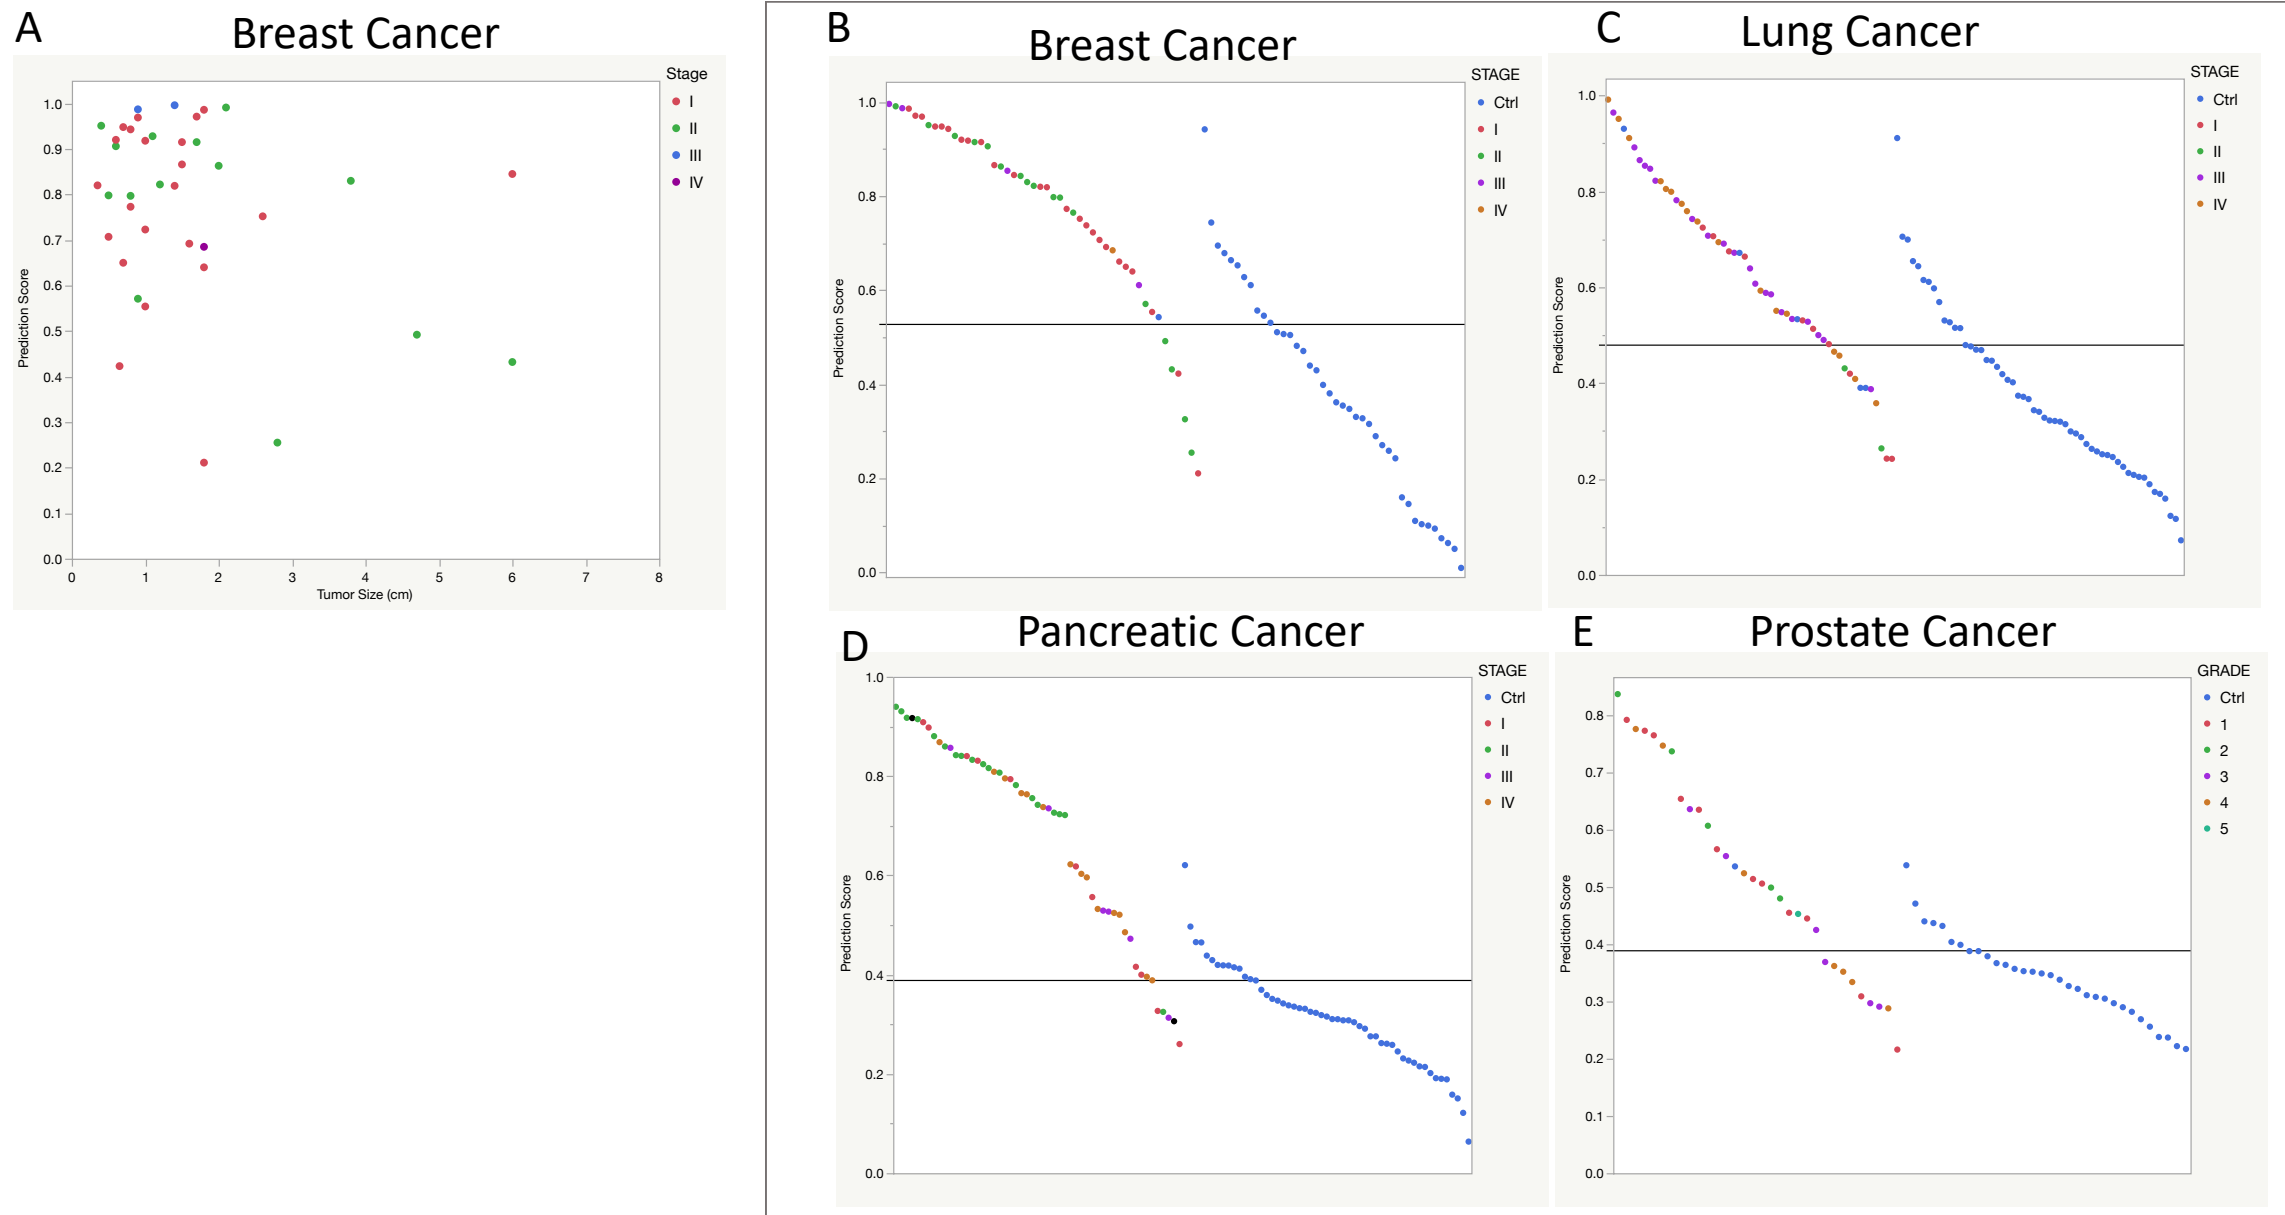 A
Breast Cancer
Stage
I
II
III
IV
1.0
0.9
0.8
0.7
0.6
0.5
0.4
0.3
0.2
0.1
0.0
Prediction Score
0 1 2 3 4 5 6 7 8
Tumor Size (cm)
B
Breast Cancer
STAGE
Ctrl
I
II
III
IV
1.0
0.8
0.6
0.4
0.2
0.0
Prediction Score
C
Lung Cancer
STAGE
Ctrl
I
II
III
IV
1.0
0.8
0.6
0.4
0.2
0.0
Prediction Score
D
Pancreatic Cancer
STAGE
Ctrl
I
II
III
IV
1.0
0.8
0.6
0.4
0.2
0.0
Prediction Score
E
Prostate Cancer
GRADE
Ctrl
1
2
3
4
5
0.8
0.7
0.6
0.5
0.4
0.3
0.2
0.1
0.0
Prediction Score